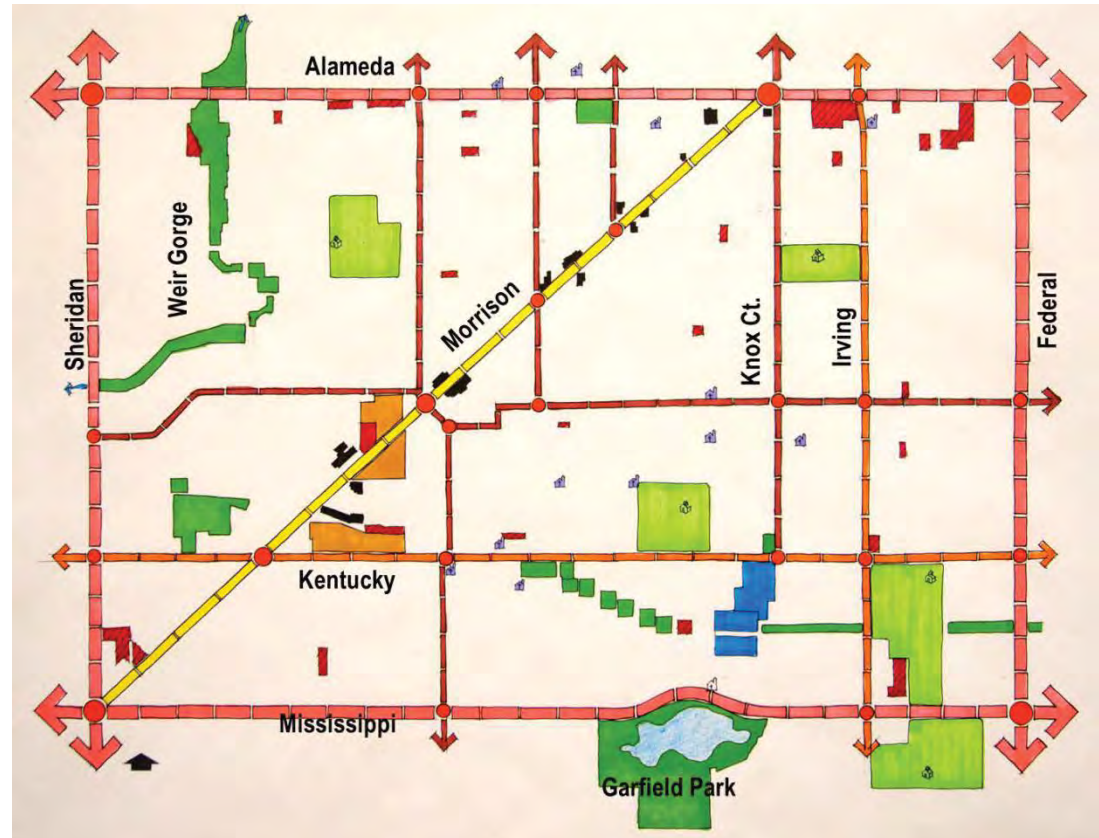 Alameda
Weir Gorge
Sheridan
Morrison
Knox Ct.
Irving
Federal
Kentucky
Mississippi
Garfield Park